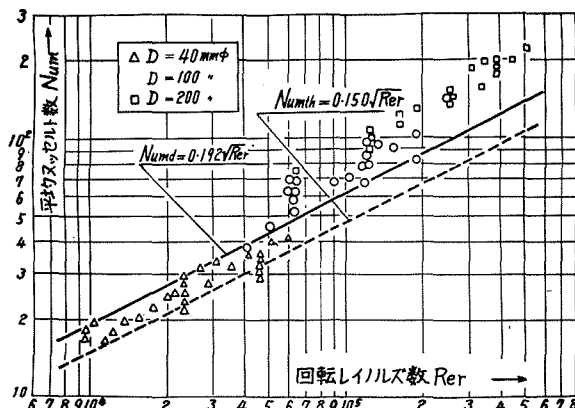 3
2
10²
9
8
7
6
5
4
3
2
10
平均ヌッセルト数 Num
△ D = 40mmφ
D = 100 〃
□ D = 200 〃
Numth = 0·150√Rer
Numd = 0·192√Rer
回転レイノルズ数 Rer
6 7 8 9 10⁴ 2 3 4 5 6 7 8 9 10⁵ 2 3 4 5 6 7 8